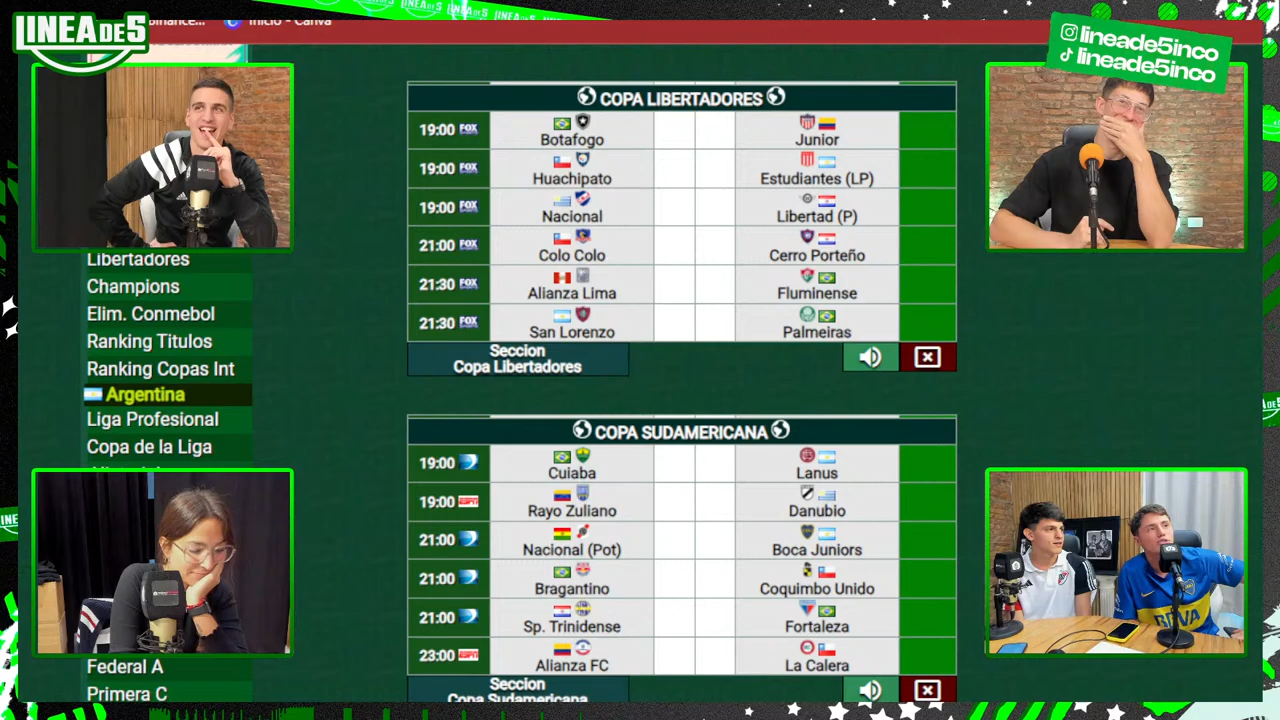 LINEA DE 5
Binance...
Inicio - Canva
lineade5inco
lineade5inco
COPA LIBERTADORES
19:00 FOX Botafogo Junior
19:00 FOX Huachipato Estudiantes (LP)
19:00 FOX Nacional Libertad (P)
21:00 FOX Colo Colo Cerro Porteño
21:30 FOX Alianza Lima Fluminense
21:30 FOX San Lorenzo Palmeiras
Seccion
Copa Libertadores
Libertadores
Champions
Elim. Conmebol
Ranking Titulos
Ranking Copas Int
Argentina
Liga Profesional
Copa de la Liga
COPA SUDAMERICANA
19:00 Cuiaba Lanus
19:00 ESPN Rayo Zuliano Danubio
21:00 Nacional (Pot) Boca Juniors
21:00 Bragantino Coquimbo Unido
21:00 Sp. Trinidense Fortaleza
23:00 ESPN Alianza FC La Calera
Seccion
Copa Sudamericana
Federal A
Primera C
BBVA